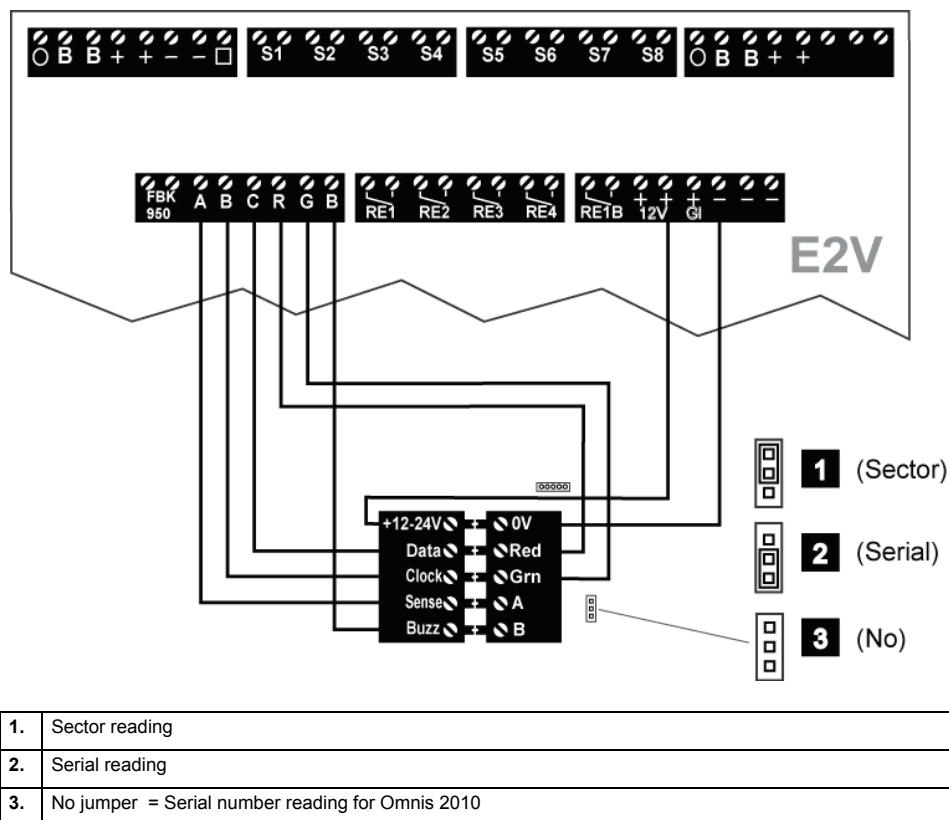 O B B + + − − □ S1 S2 S3 S4 S5 S6 S7 S8 O B B + +
FBK 950 A B C R G B RE1 RE2 RE3 RE4 RE1B + + + − − −
12V GI
E2V
1 (Sector)
+12-24V 0V
Data Red
2 (Serial)
Clock Grn
Sense A
Buzz B
3 (No)
1. Sector reading
2. Serial reading
3. No jumper = Serial number reading for Omnis 2010